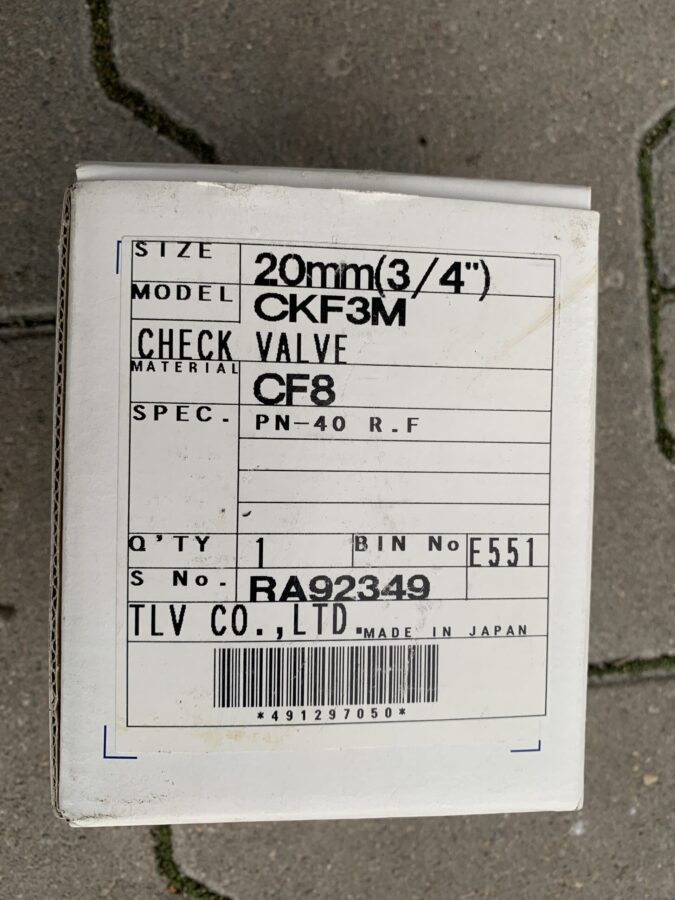 SIZE 20mm(3/4")
MODEL CKF3M
CHECK VALVE
MATERIAL CF8
SPEC. PN-40 R.F
Q'TY 1 BIN No E551
S No. RA92349
TLV CO.,LTD. MADE IN JAPAN
*491297050*